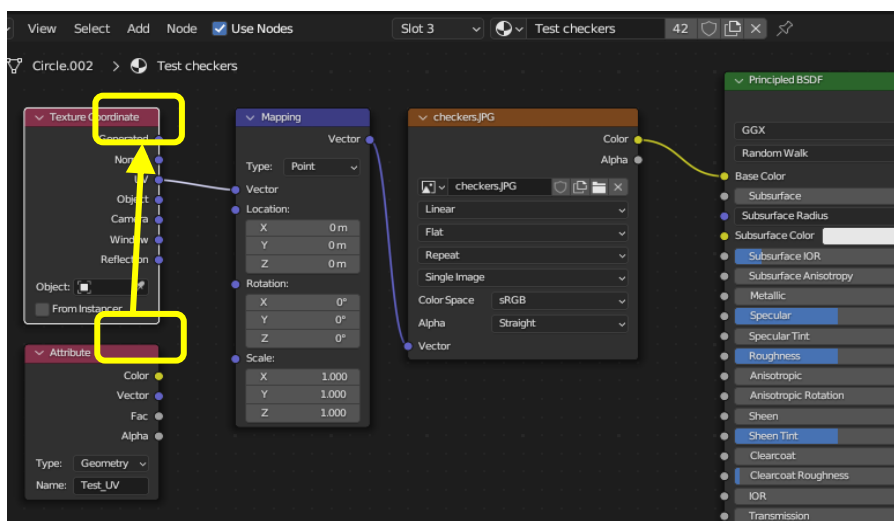 View Select Add Node Use Nodes Slot 3 Test checkers 42
Circle.002 > Test checkers
Texture Coordinate
Generated
UV
Object
Camera
Window
Reflection
Object:
From Instancer
Attribute
Color
Vector
Fac
Alpha
Type: Geometry
Name: Test_UV
Mapping
Vector
Type: Point
Vector
Location:
X 0 m
Y 0 m
Z 0 m
Rotation:
X 0°
Y 0°
Z 0°
Scale:
X 1.000
Y 1.000
Z 1.000
checkers.JPG
Color
Alpha
checkers.JPG
Linear
Flat
Repeat
Single Image
Color Space sRGB
Alpha Straight
Vector
Principled BSDF
GGX
Random Walk
Base Color
Subsurface
Subsurface Radius
Subsurface Color
Subsurface IOR
Subsurface Anisotropy
Metallic
Specular
Specular Tint
Roughness
Anisotropic
Anisotropic Rotation
Sheen
Sheen Tint
Clearcoat
Clearcoat Roughness
IOR
Transmission